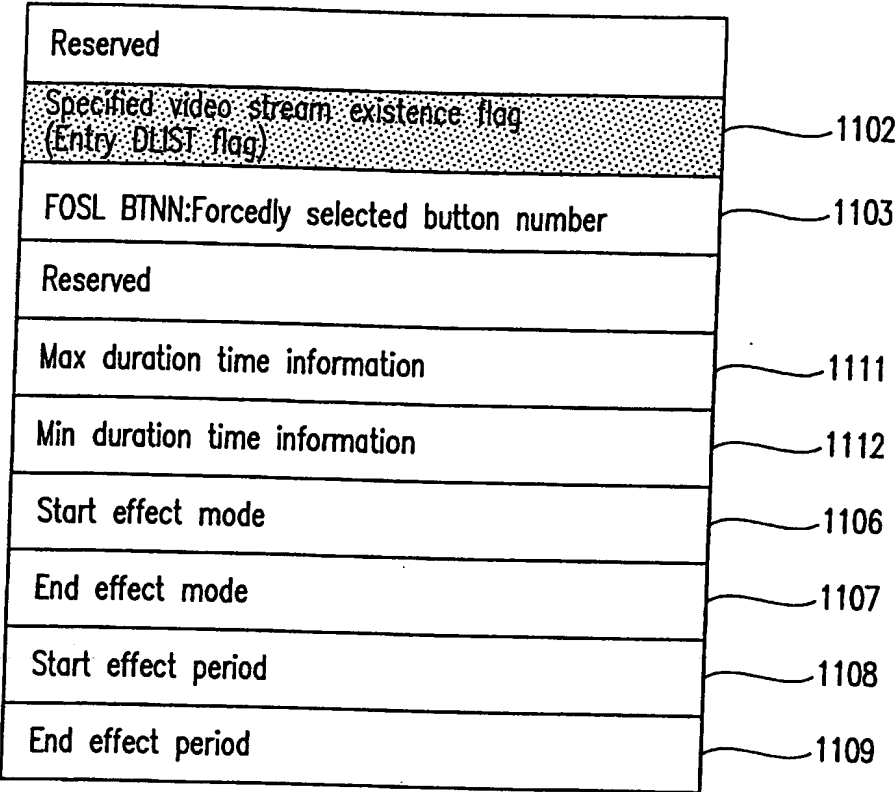 Reserved
Specified video stream existence flag
(Entry DLIST flag)
1102
FOSL BTNN:Forcedly selected button number
1103
Reserved
Max duration time information
1111
Min duration time information
1112
Start effect mode
1106
End effect mode
1107
Start effect period
1108
End effect period
1109